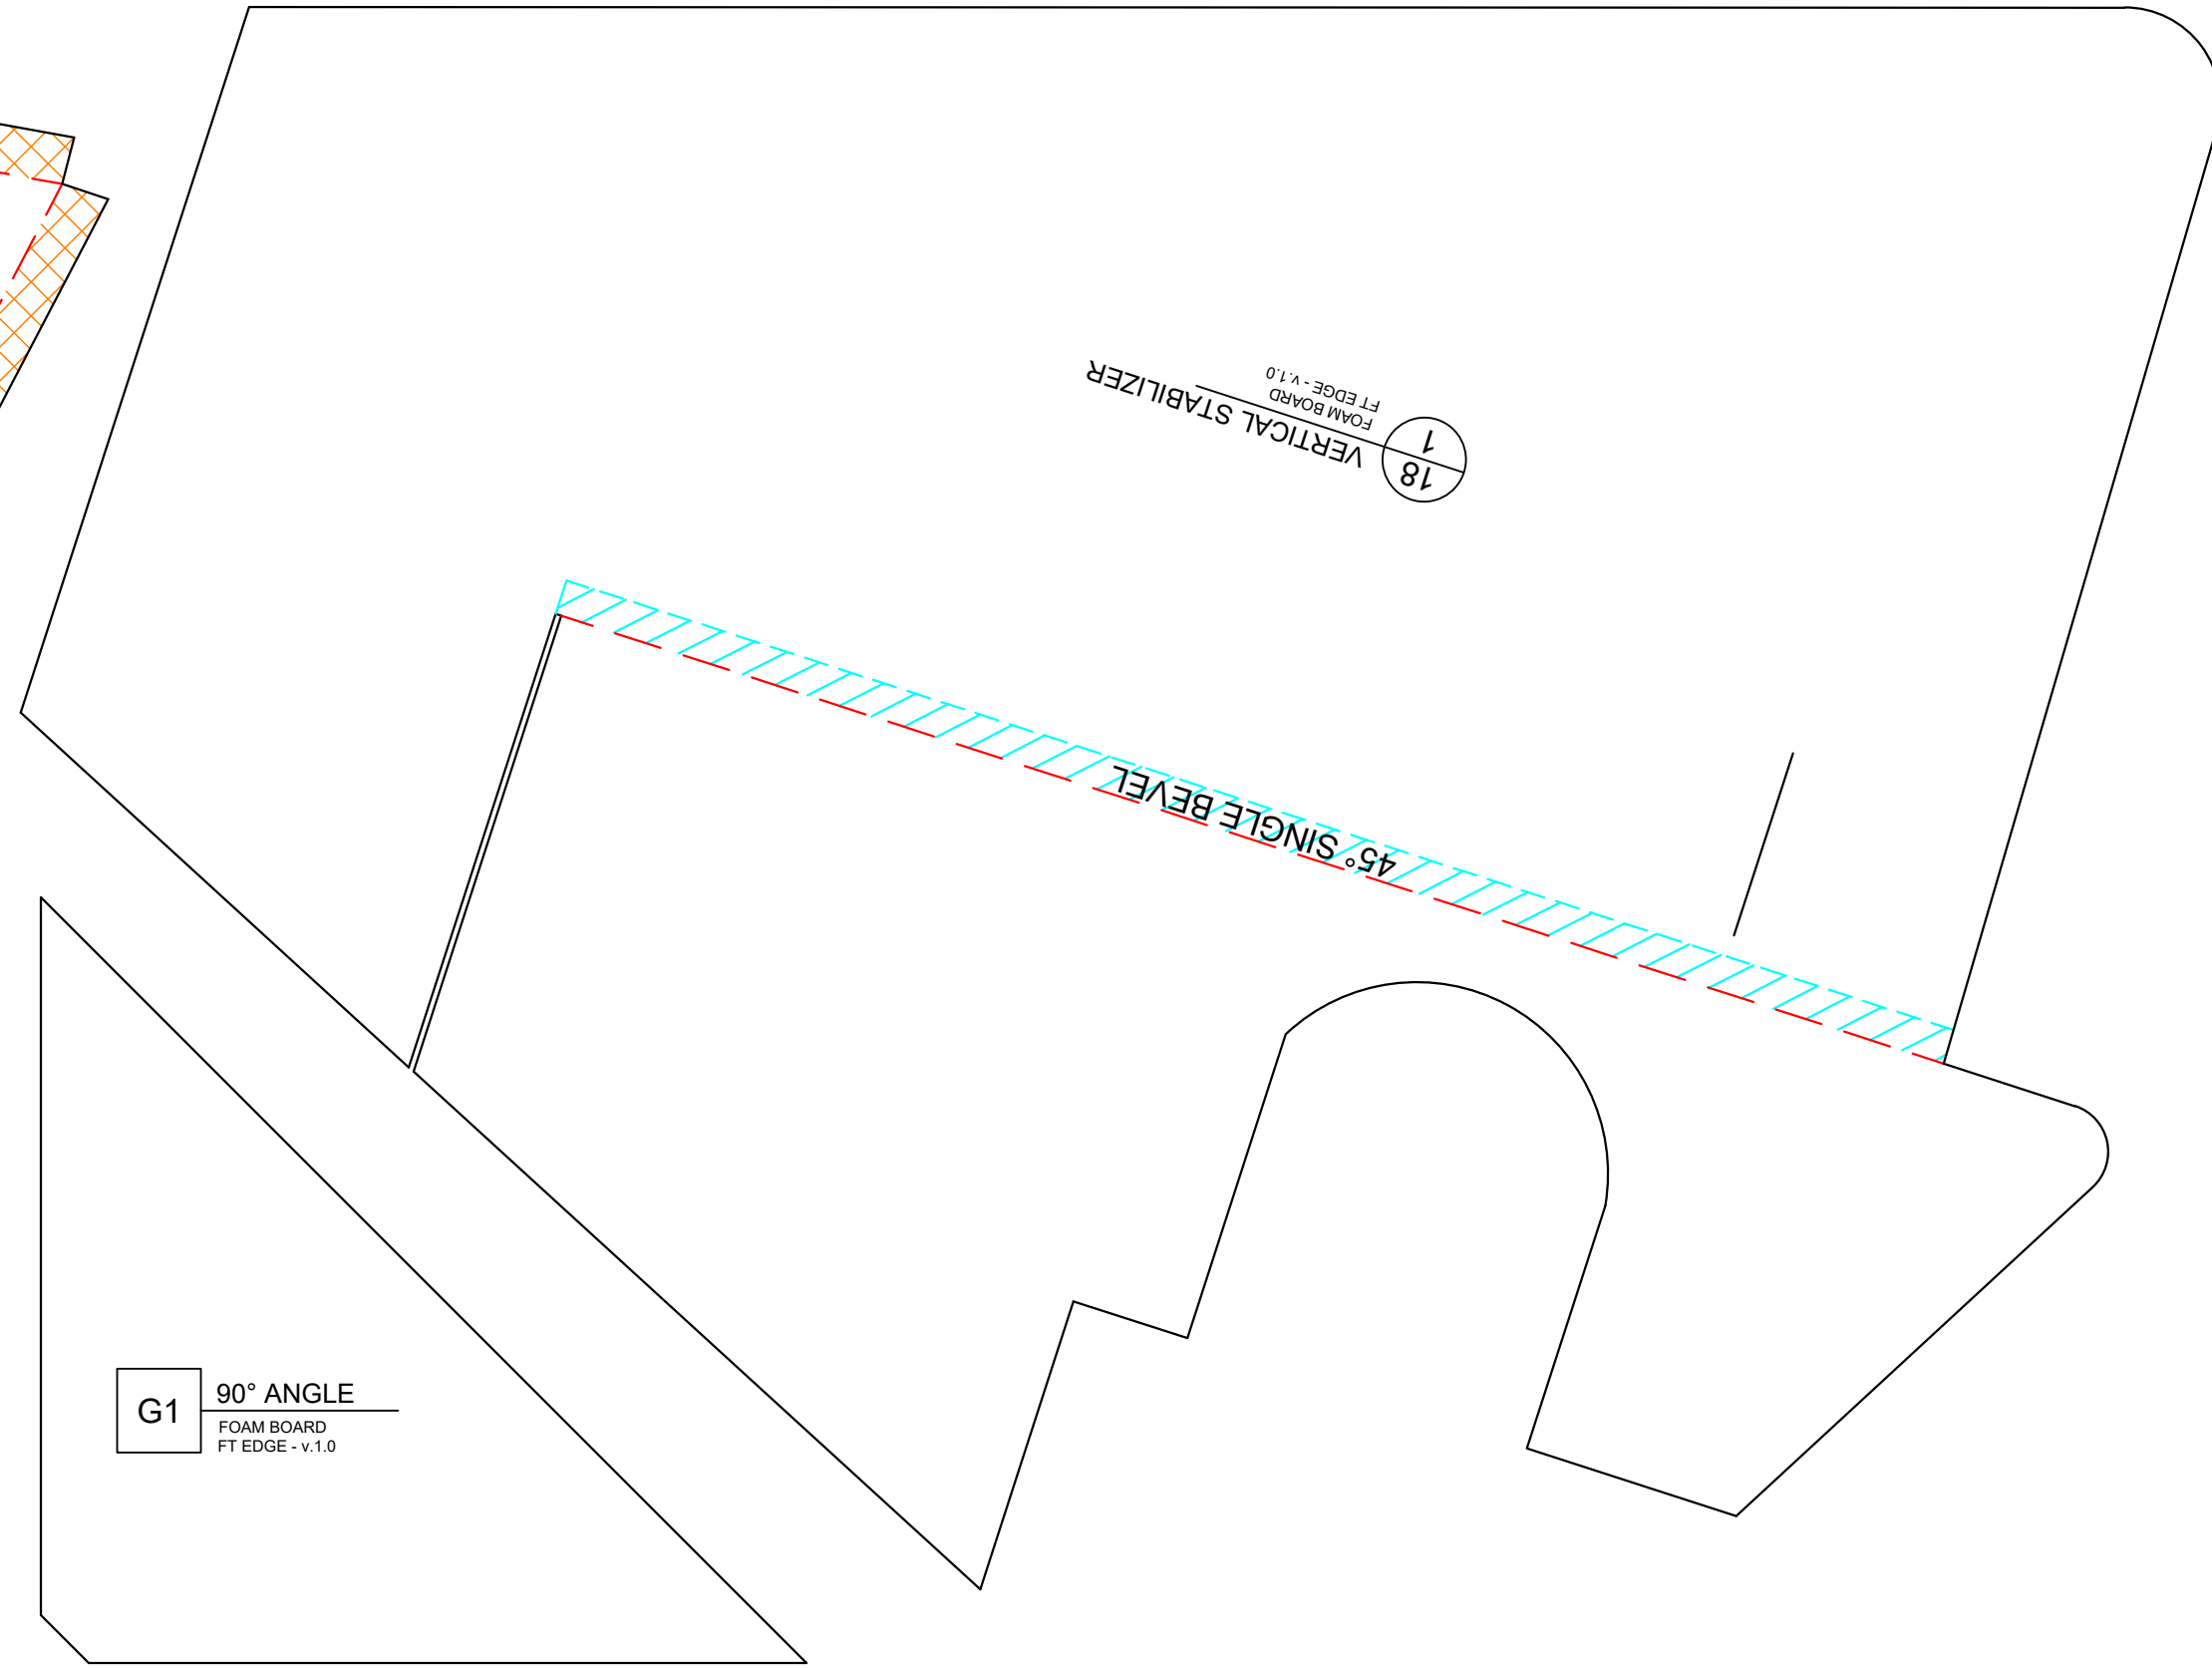 18
1
VERTICAL STABILIZER
FOAM BOARD
FT EDGE - v.1.0
45° SINGLE BEVEL
G1
90° ANGLE
FOAM BOARD
FT EDGE - v.1.0